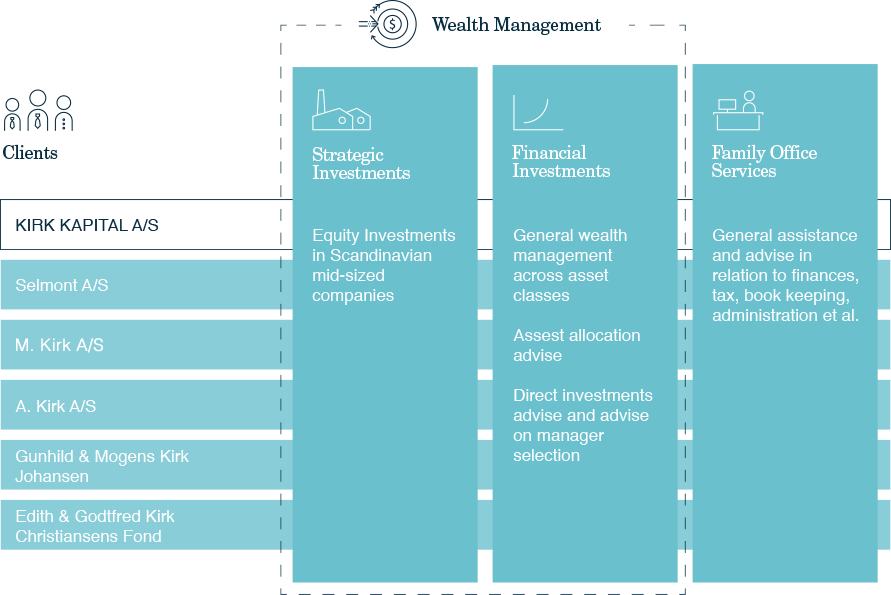 Wealth Management
Clients
KIRK KAPITAL A/S
Selmont A/S
M. Kirk A/S
A. Kirk A/S
Gunhild & Mogens Kirk
Johansen
Edith & Godtfred Kirk
Christiansens Fond
Strategic
Investments
Equity Investments
in Scandinavian
mid-sized
companies
Financial
Investments
General wealth
management
across asset
classes
Assest allocation
advise
Direct investments
advise and advise
on manager
selection
Family Office
Services
General assistance
and advise in
relation to finances,
tax, book keeping,
administration et al.
$